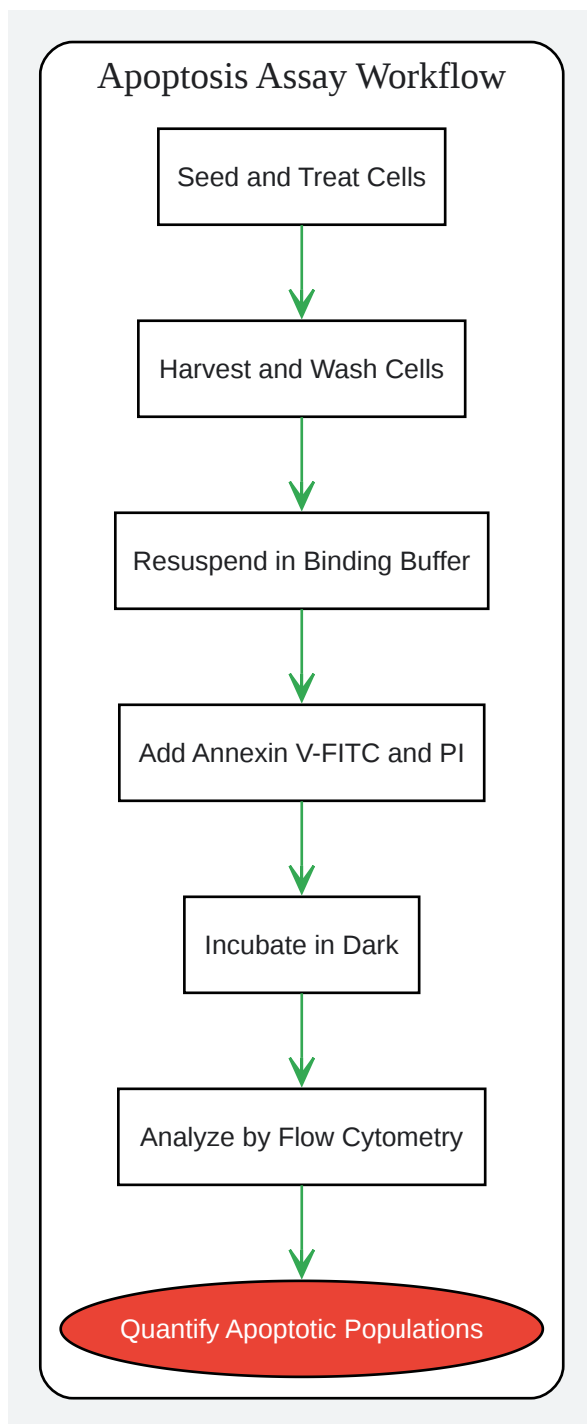 Apoptosis Assay Workflow
Seed and Treat Cells
Harvest and Wash Cells
Resuspend in Binding Buffer
Add Annexin V-FITC and PI
Incubate in Dark
Analyze by Flow Cytometry
Quantify Apoptotic Populations